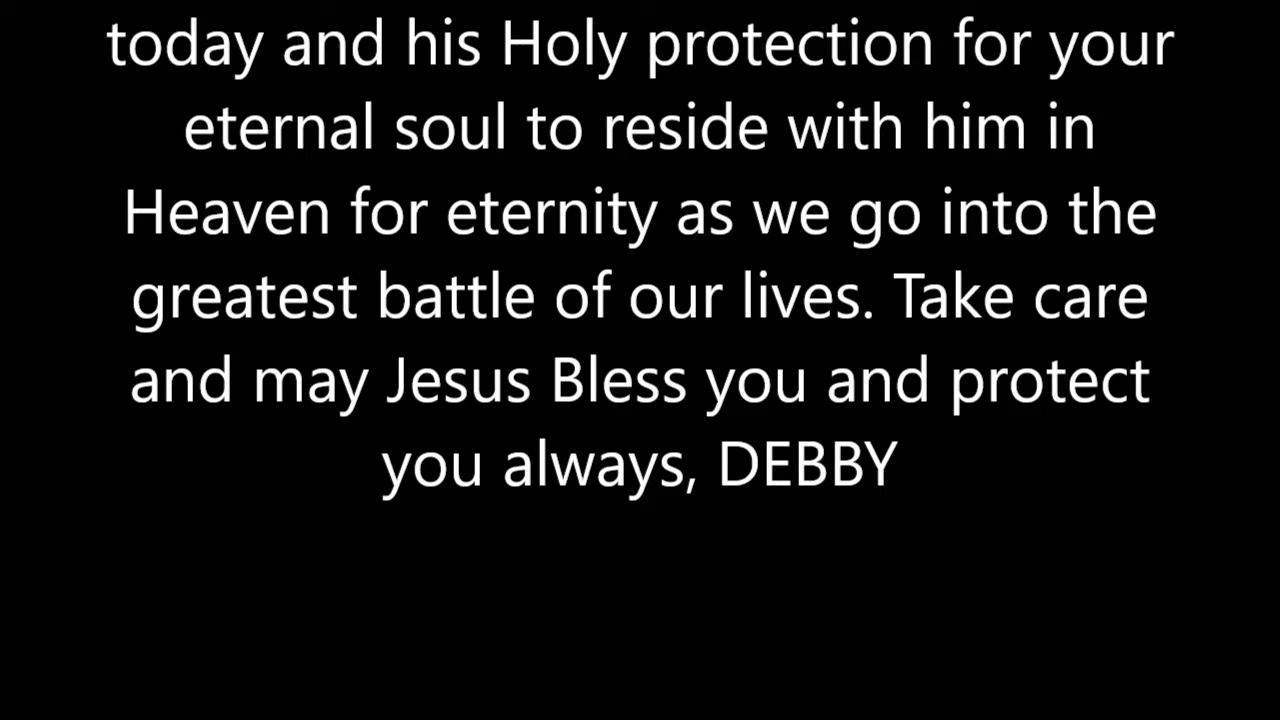 today and his Holy protection for your
eternal soul to reside with him in
Heaven for eternity as we go into the
greatest battle of our lives. Take care
and may Jesus Bless you and protect
you always, DEBBY